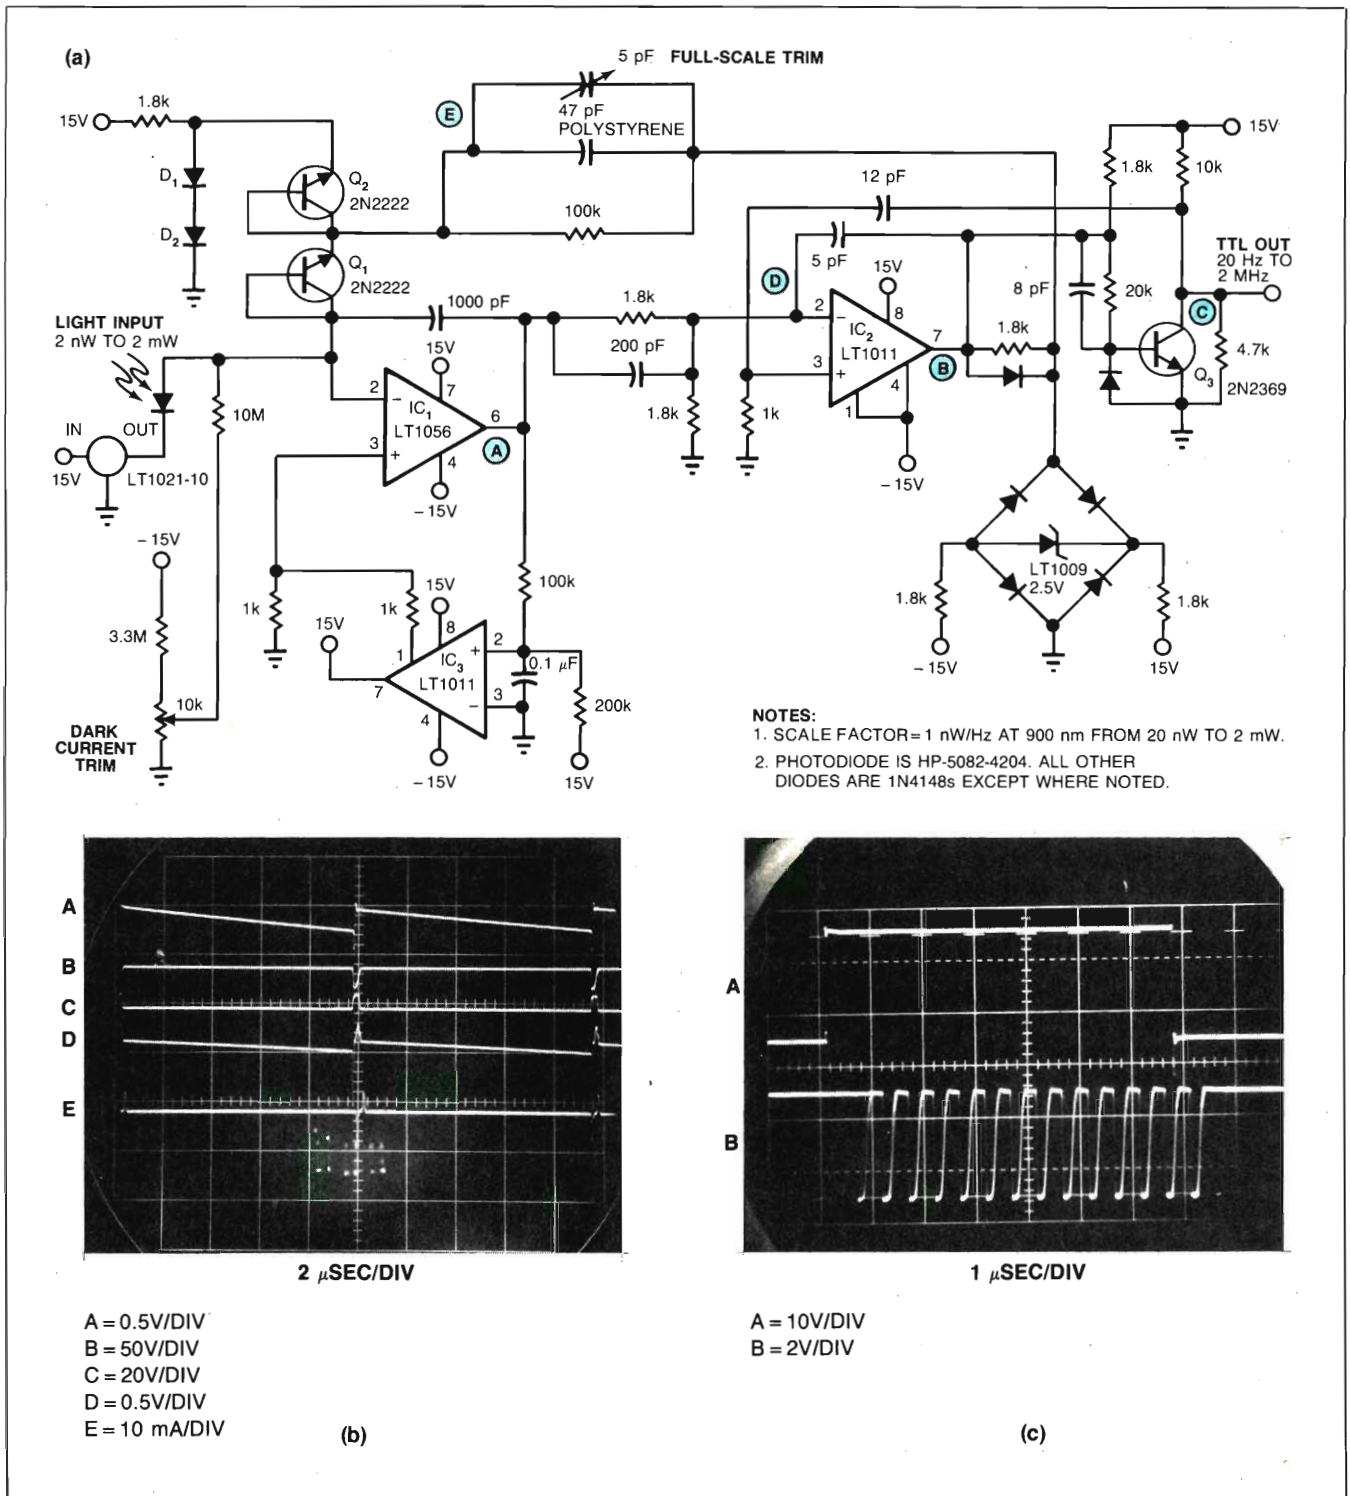 (a)
5 pF FULL-SCALE TRIM
E
47 pF
POLYSTYRENE
1.8k
15V
D1
D2
Q2
2N2222
Q1
2N2222
100k
12 pF
15V
1.8k
10k
5 pF
D
15V
8 pF
20k
TTL OUT
20 Hz TO
2 MHz
C
4.7k
Q3
2N2369
LIGHT INPUT
2 nW TO 2 mW
1000 pF
1.8k
200 pF
1.8k
2
3
8
7
4
1
IC2
LT1011
B
1.8k
1k
-15V
10M
IN
OUT
15V
LT1021-10
15V
7
2
3
6
4
IC1
LT1056
A
-15V
-15V
3.3M
10k
DARK
CURRENT
TRIM
1k
1k
15V
15V
8
1
7
2
3
4
+
-
IC3
LT1011
-15V
100k
0.1 μF
200k
15V
LT1009
2.5V
1.8k
1.8k
-15V
15V
NOTES:
1. SCALE FACTOR=1 nW/Hz AT 900 nm FROM 20 nW TO 2 mW.
2. PHOTODIODE IS HP-5082-4204. ALL OTHER
DIODES ARE 1N4148s EXCEPT WHERE NOTED.
A
B
C
D
E
2 μSEC/DIV
A = 0.5V/DIV
B = 50V/DIV
C = 20V/DIV
D = 0.5V/DIV
E = 10 mA/DIV
(b)
A
B
1 μSEC/DIV
A = 10V/DIV
B = 2V/DIV
(c)